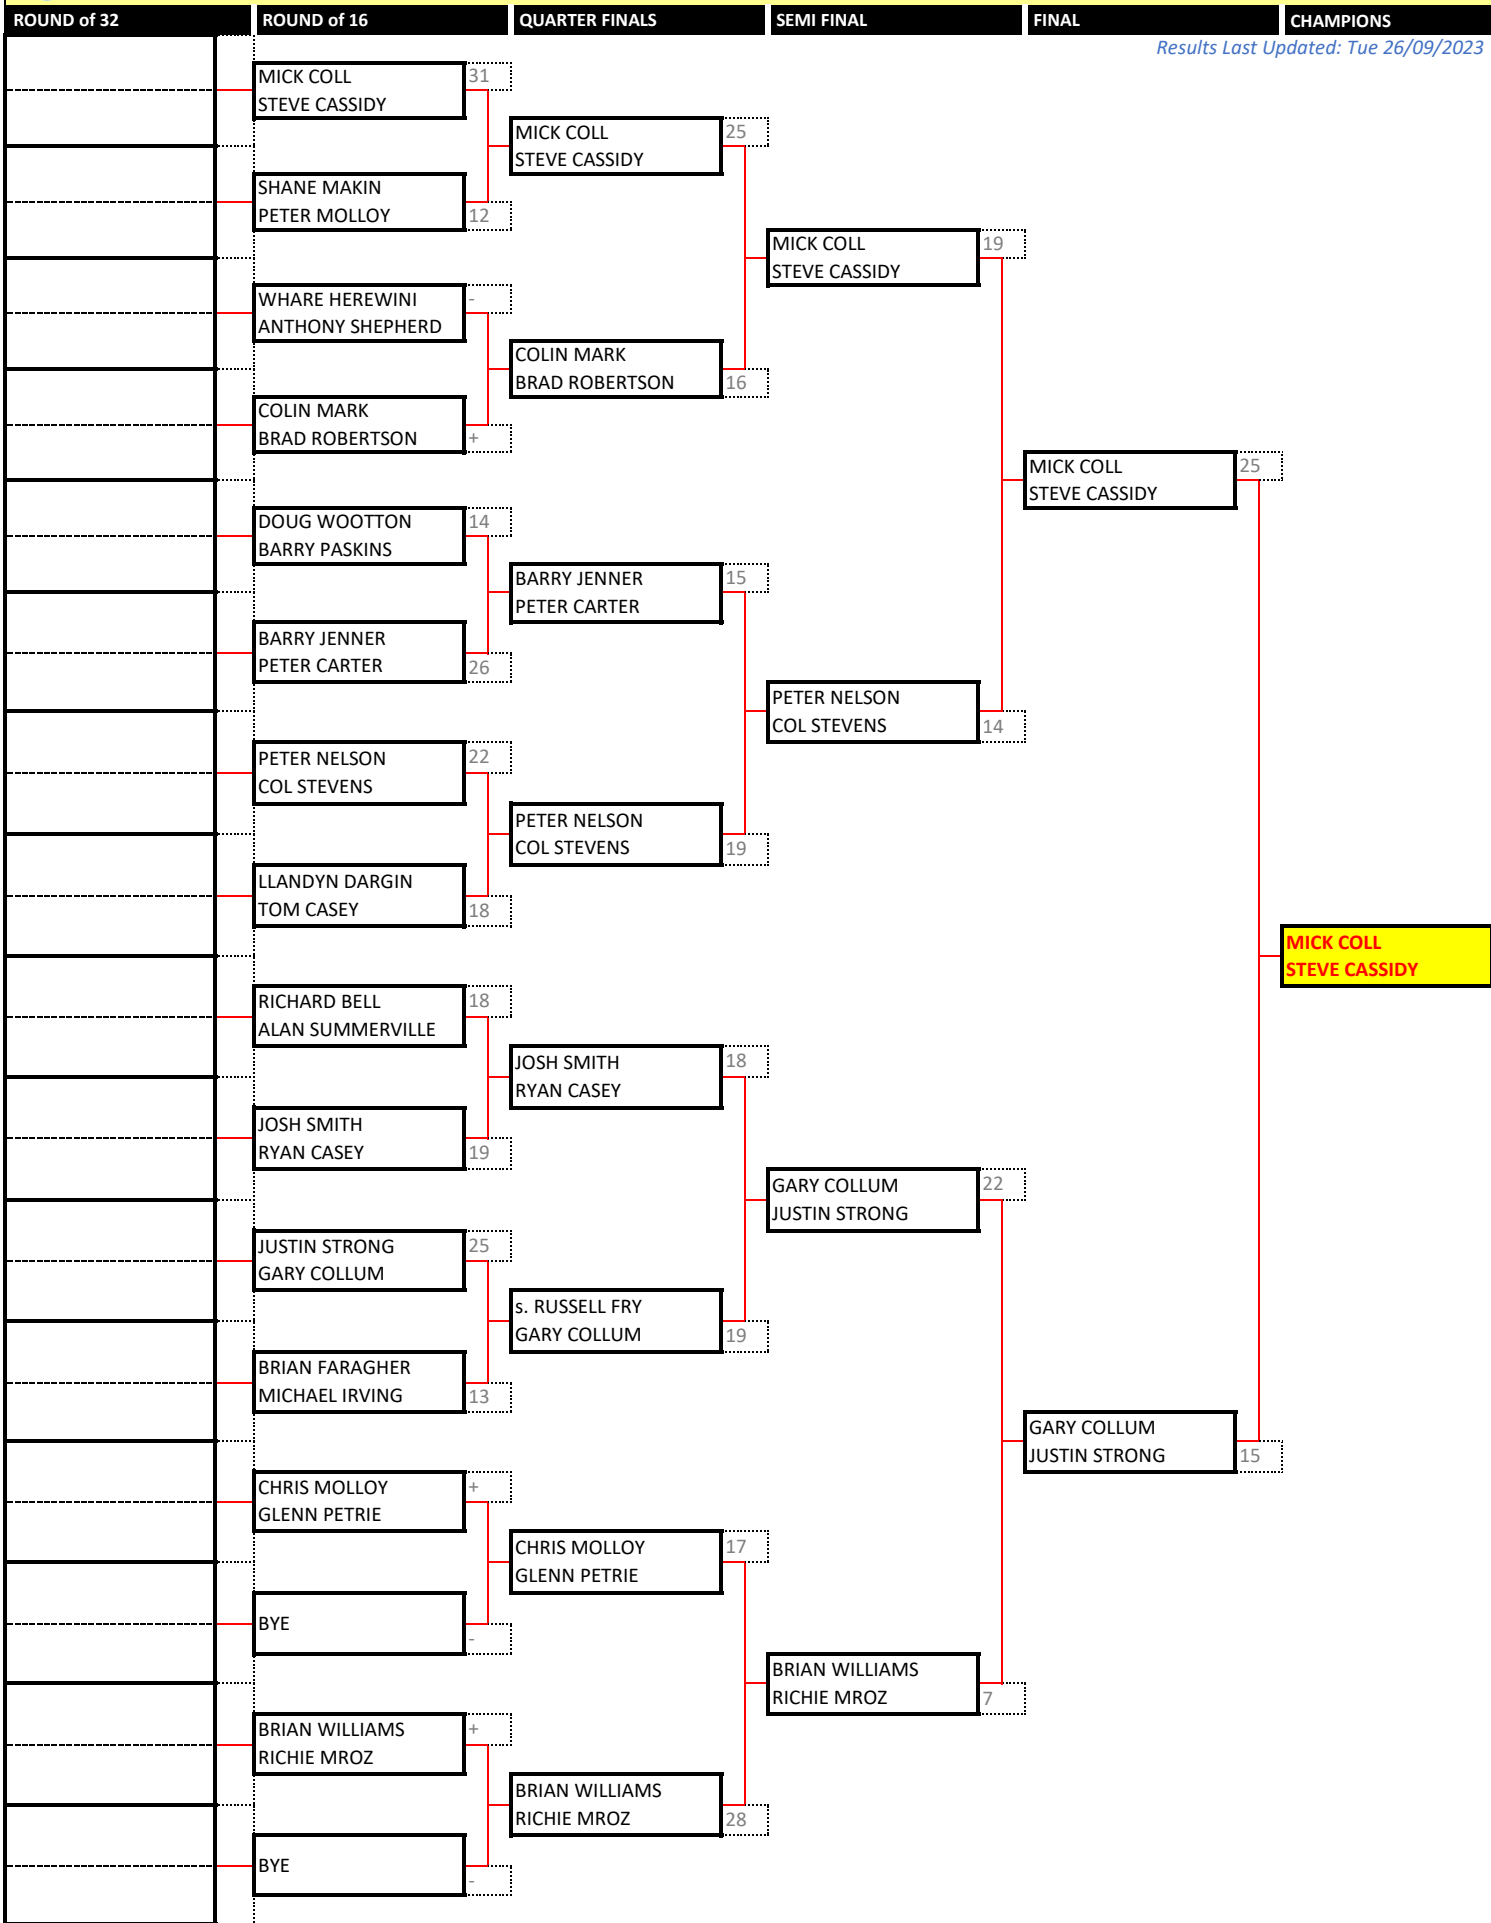 ROUND of 32
ROUND of 16
QUARTER FINALS
SEMI FINAL
FINAL
CHAMPIONS
Results Last Updated: Tue 26/09/2023
MICK COLL
31
STEVE CASSIDY
SHANE MAKIN
PETER MOLLOY
12
WHARE HEREWINI
-
ANTHONY SHEPHERD
COLIN MARK
BRAD ROBERTSON
+
DOUG WOOTTON
14
BARRY PASKINS
BARRY JENNER
PETER CARTER
26
PETER NELSON
22
COL STEVENS
LLANDYN DARGIN
TOM CASEY
18
RICHARD BELL
18
ALAN SUMMERVILLE
JOSH SMITH
RYAN CASEY
19
JUSTIN STRONG
25
GARY COLLUM
BRIAN FARAGHER
MICHAEL IRVING
13
CHRIS MOLLOY
+
GLENN PETRIE
BYE
-
BRIAN WILLIAMS
+
RICHIE MROZ
BYE
-
MICK COLL
25
STEVE CASSIDY
COLIN MARK
BRAD ROBERTSON
16
BARRY JENNER
15
PETER CARTER
PETER NELSON
COL STEVENS
19
JOSH SMITH
18
RYAN CASEY
s. RUSSELL FRY
GARY COLLUM
19
CHRIS MOLLOY
17
GLENN PETRIE
BRIAN WILLIAMS
RICHIE MROZ
28
MICK COLL
19
STEVE CASSIDY
PETER NELSON
COL STEVENS
14
GARY COLLUM
22
JUSTIN STRONG
BRIAN WILLIAMS
RICHIE MROZ
7
MICK COLL
25
STEVE CASSIDY
GARY COLLUM
JUSTIN STRONG
15
MICK COLL
STEVE CASSIDY